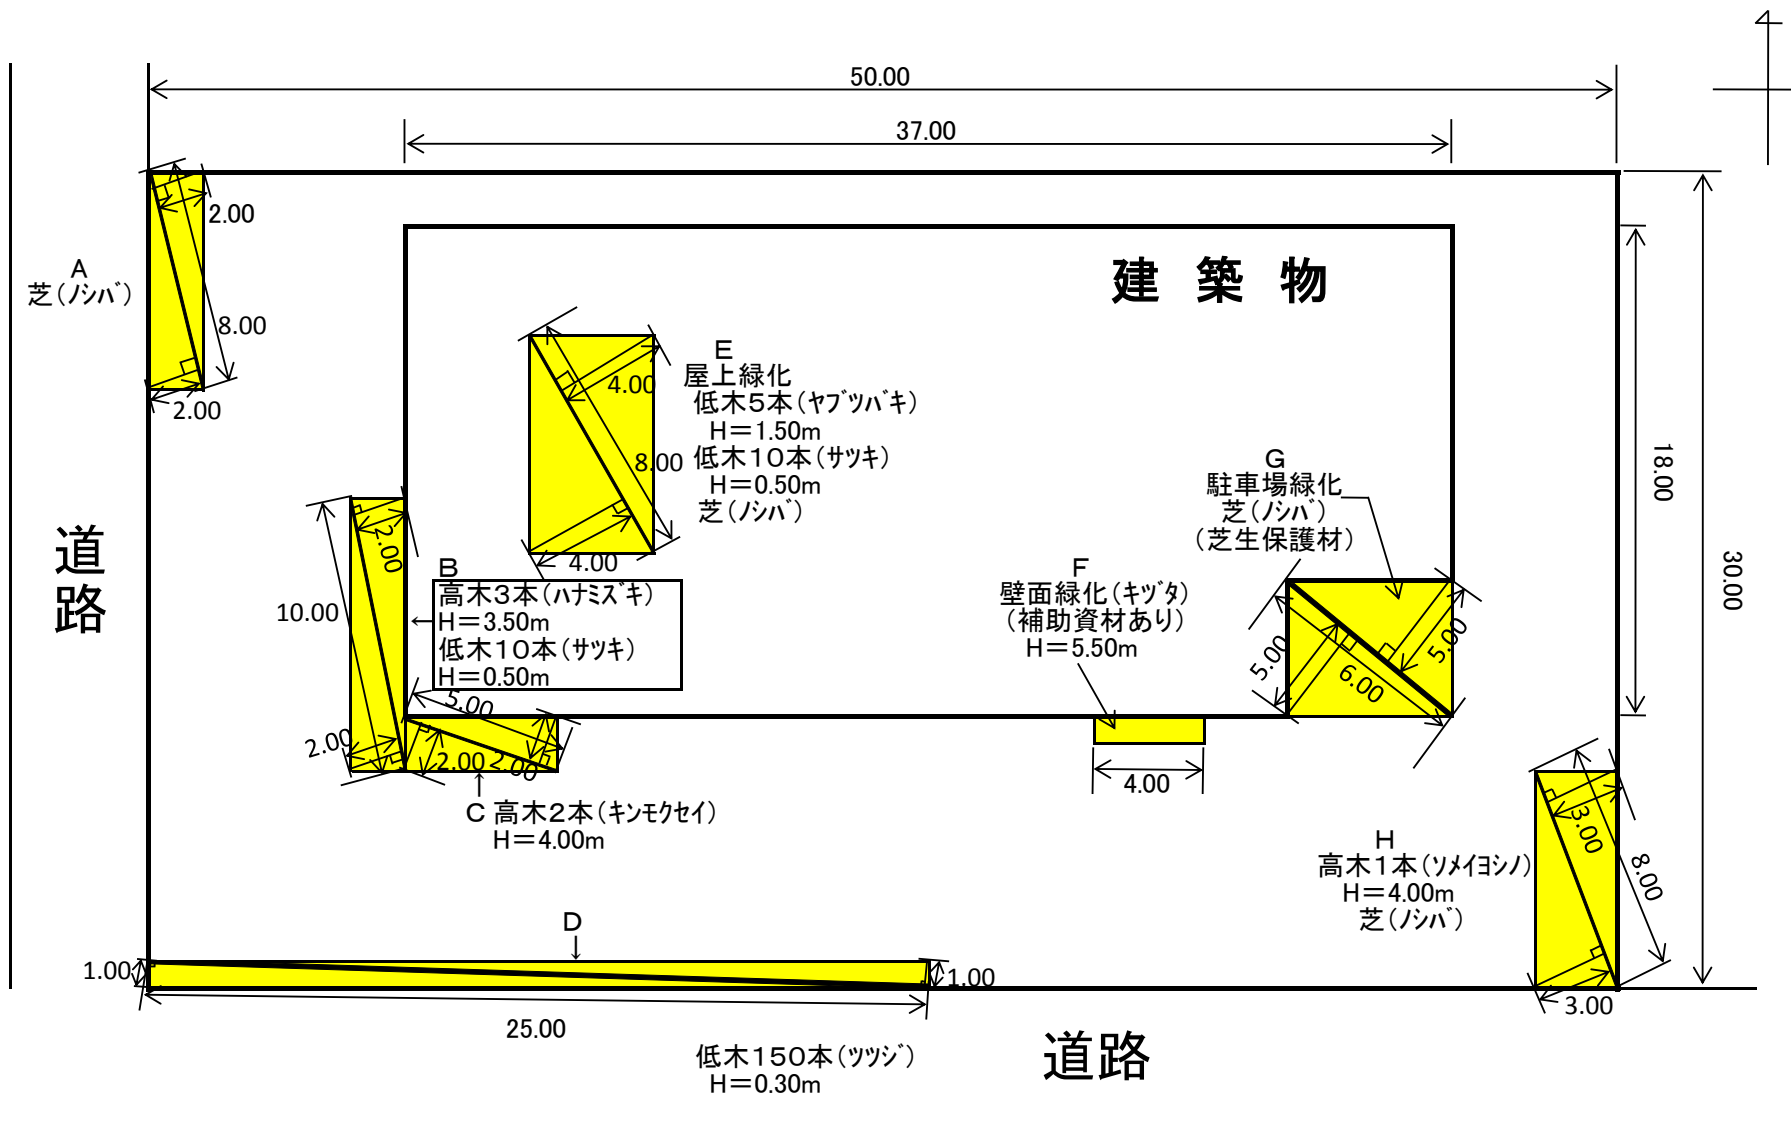 50.00
37.00
2.00
A
芝(ﾉｼﾊﾞ)
8.00
2.00
建 築 物
E
屋上緑化
低木5本(ﾔﾌﾞﾂﾊﾞｷ)
H=1.50m
低木10本(ｻﾂｷ)
H=0.50m
芝(ﾉｼﾊﾞ)
4.00
8.00
4.00
18.00
30.00
G
駐車場緑化
芝(ﾉｼﾊﾞ)
(芝生保護材)
道
路
2.00
10.00
2.00
B
高木3本(ﾊﾅﾐｽﾞｷ)
H=3.50m
低木10本(ｻﾂｷ)
H=0.50m
F
壁面緑化(ｷﾂﾞﾀ)
(補助資材あり)
H=5.50m
5.00
6.00
5.00
5.00
2.00
2.00
4.00
C 高木2本(ｷﾝﾓｸｾｲ)
H=4.00m
H
高木1本(ｿﾒｲﾖｼﾉ)
H=4.00m
芝(ﾉｼﾊﾞ)
3.00
8.00
3.00
D
1.00
1.00
25.00
低木150本(ﾂﾂｼﾞ)
H=0.30m
道路